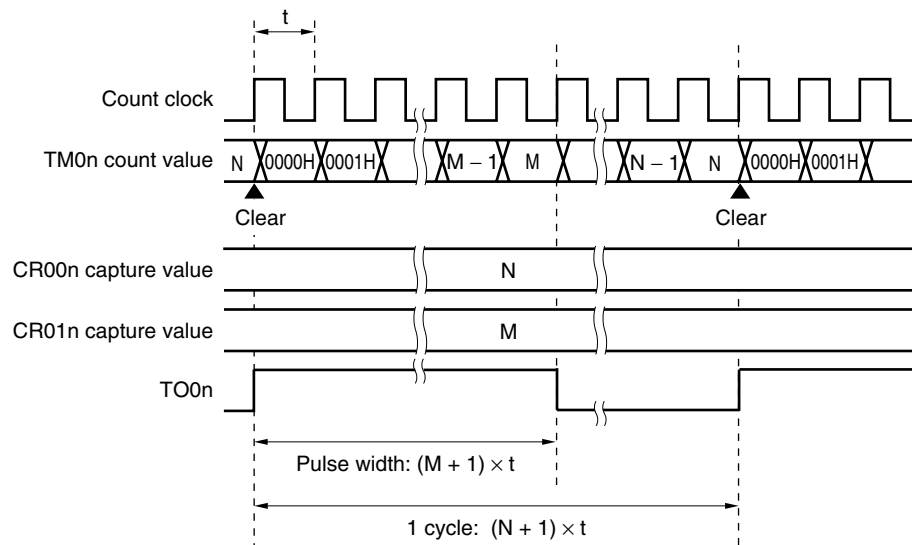 t
Count clock
TM0n count value N 0000H 0001H M – 1 M N – 1 N 0000H 0001H
Clear Clear
CR00n capture value N
CR01n capture value M
TO0n
Pulse width: (M + 1) × t
1 cycle: (N + 1) × t